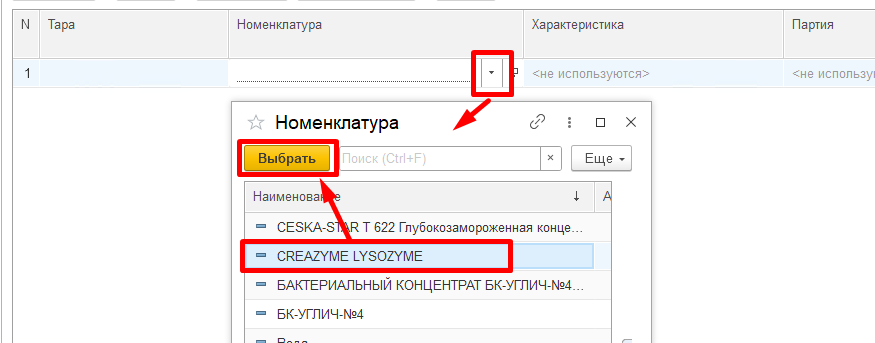 N Тара Номенклатура Характеристика Партия
1 <не используются> <не использу
Номенклатура
Выбрать Поиск (Ctrl+F) × Еще
Наименование ↓ А
CESKA-STAR T 622 Глубокозамороженная конце...
CREAZYME LYSOZYME
БАКТЕРИАЛЬНЫЙ КОНЦЕНТРАТ БК-УГЛИЧ-№4...
БК-УГЛИЧ-№4